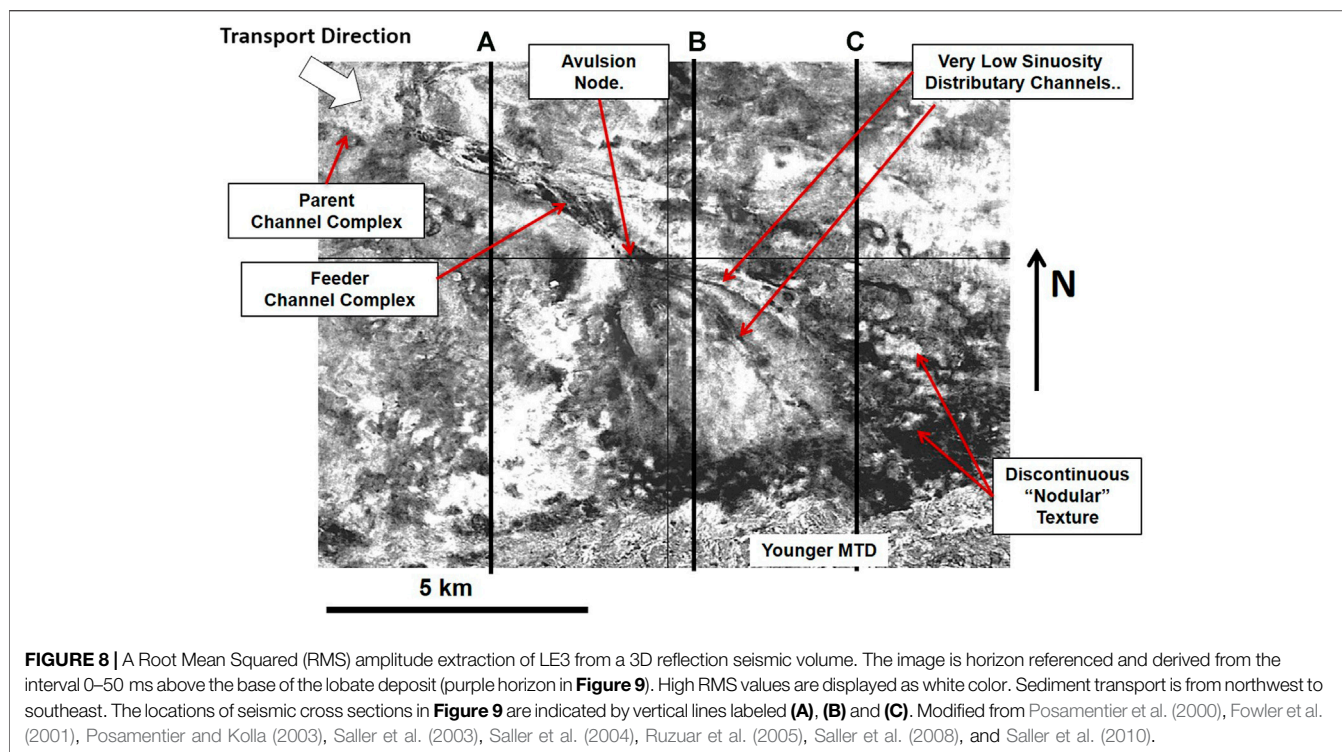 Transport Direction
A
B
C
Avulsion
Node.
Very Low Sinuosity
Distributary Channels..
Parent
Channel Complex
Feeder
Channel Complex
N
Discontinuous
“Nodular”
Texture
Younger MTD
5 km
FIGURE 8 | A Root Mean Squared (RMS) amplitude extraction of LE3 from a 3D reflection seismic volume. The image is horizon referenced and derived from the
interval 0–50 ms above the base of the lobate deposit (purple horizon in Figure 9). High RMS values are displayed as white color. Sediment transport is from northwest to
southeast. The locations of seismic cross sections in Figure 9 are indicated by vertical lines labeled (A), (B) and (C). Modified from Posamentier et al. (2000), Fowler et al.
(2001), Posamentier and Kolla (2003), Saller et al. (2003), Saller et al. (2004), Ruzuar et al. (2005), Saller et al. (2008), and Saller et al. (2010).